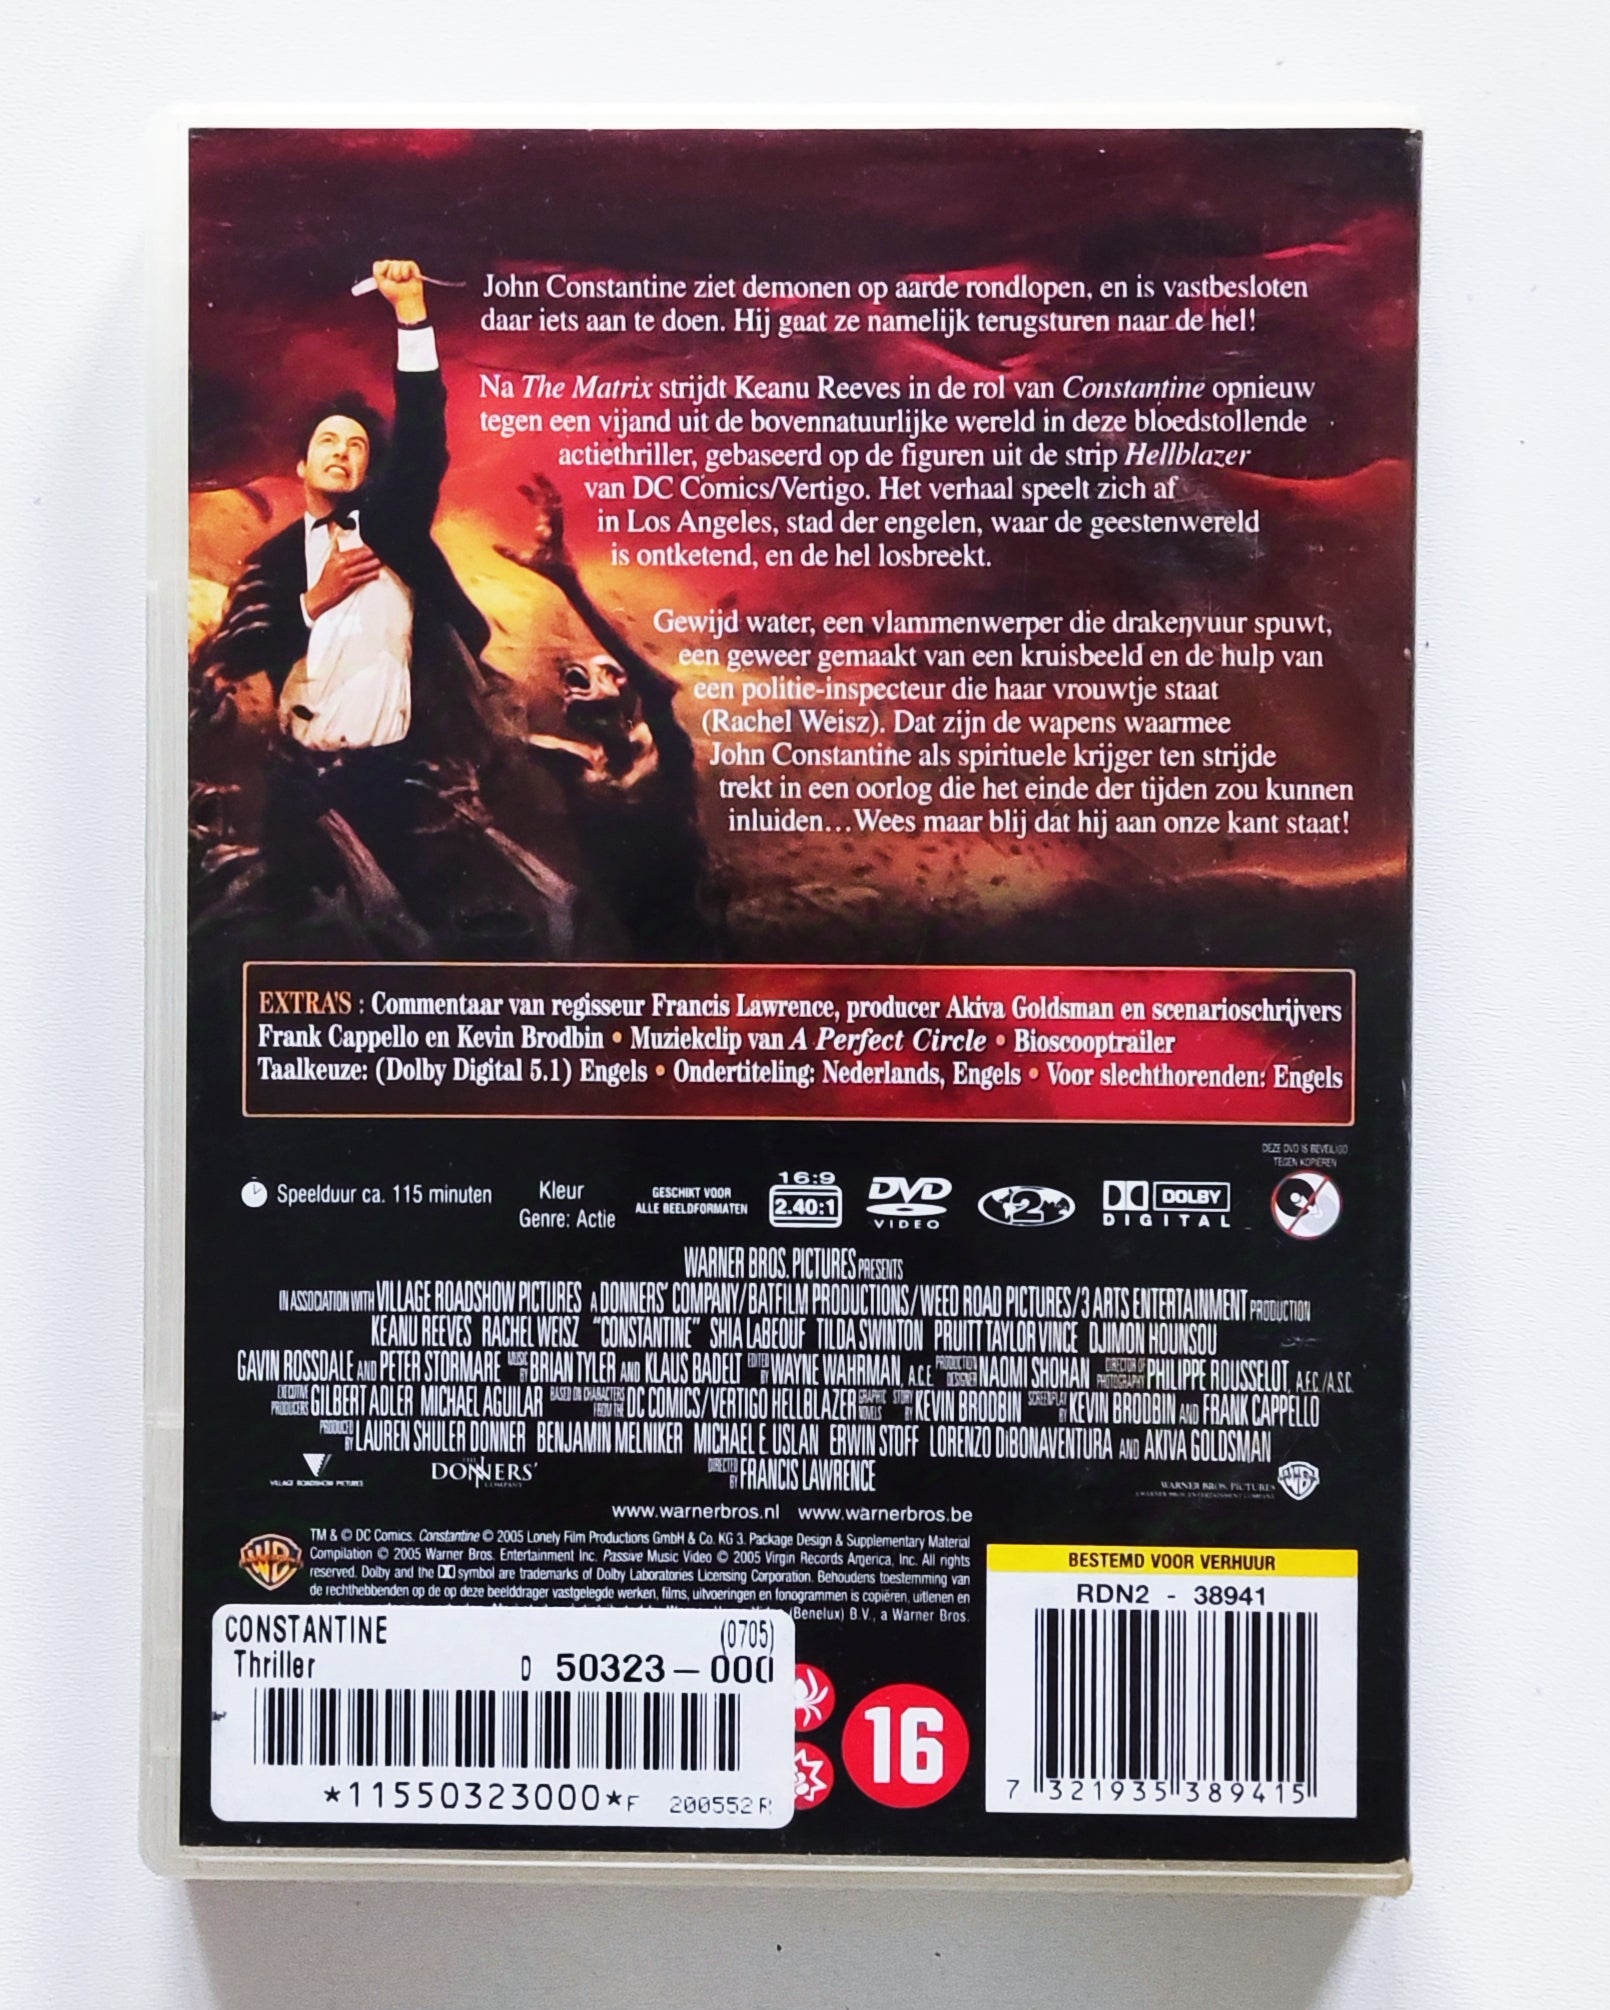 John Constantine ziet demonen op aarde rondlopen, en is vastbesloten
daar iets aan te doen. Hij gaat ze namelijk terugsturen naar de hel!
Na The Matrix strijdt Keanu Reeves in de rol van Constantine opnieuw
tegen een vijand uit de bovennatuurlijke wereld in deze bloedstollende
actiethriller, gebaseerd op de figuren uit de strip Hellblazer
van DC Comics/Vertigo. Het verhaal speelt zich af
in Los Angeles, stad der engelen, waar de geestenwereld
is ontketend, en de hel losbreekt.
Gewijd water, een vlammenwerper die drakenvuur spuwt,
een geweer gemaakt van een kruisbeeld en de hulp van
een politie-inspecteur die haar vrouwtje staat
(Rachel Weisz). Dat zijn de wapens waarmee
John Constantine als spirituele krijger ten strijde
trekt in een oorlog die het einde der tijden zou kunnen
inluiden...Wees maar blij dat hij aan onze kant staat!
EXTRA'S : Commentaar van regisseur Francis Lawrence, producer Akiva Goldsman en scenarioschrijvers
Frank Cappello en Kevin Brodbin • Muziekclip van A Perfect Circle • Bioscooptrailer
Taalkeuze: (Dolby Digital 5.1) Engels • Ondertiteling: Nederlands, Engels • Voor slechthorenden: Engels
DEZE DVD IS BEVEILIGD
TEGEN KOPIEREN
Speelduur ca. 115 minuten
Kleur
Genre: Actie
GESCHIKT VOOR
ALLE BEELDFORMATEN
16:9
2.40:1
DVD
VIDEO
2
DOLBY
DIGITAL
WARNER BROS. PICTURES PRESENTS
IN ASSOCIATION WITH VILLAGE ROADSHOW PICTURES A DONNERS' COMPANY/BATFILM PRODUCTIONS/WEED ROAD PICTURES/3 ARTS ENTERTAINMENT PRODUCTION
KEANU REEVES RACHEL WEISZ "CONSTANTINE" SHIA LaBEOUF TILDA SWINTON PRUITT TAYLOR VINCE DJIMON HOUNSOU
GAVIN ROSSDALE AND PETER STORMARE MUSIC BY BRIAN TYLER AND KLAUS BADELT EDITED BY WAYNE WAHRMAN, A.C.E. PRODUCTION DESIGNER NAOMI SHOHAN DIRECTOR OF PHOTOGRAPHY PHILIPPE ROUSSELOT, A.F.C./A.S.C.
EXECUTIVE PRODUCERS GILBERT ADLER MICHAEL AGUILAR BASED ON CHARACTERS FROM THE DC COMICS/VERTIGO HELLBLAZER GRAPHIC NOVELS STORY BY KEVIN BRODBIN SCREENPLAY BY KEVIN BRODBIN AND FRANK CAPPELLO
PRODUCED BY LAUREN SHULER DONNER BENJAMIN MELNIKER MICHAEL E. USLAN ERWIN STOFF LORENZO DiBONAVENTURA AND AKIVA GOLDSMAN
VILLAGE ROADSHOW PICTURES
THE DONNERS' COMPANY
DIRECTED BY FRANCIS LAWRENCE
WARNER BROS. PICTURES
www.warnerbros.nl www.warnerbros.be
TM & © DC Comics. Constantine © 2005 Lonely Film Productions GmbH & Co. KG 3. Package Design & Supplementary Material
Compilation © 2005 Warner Bros. Entertainment Inc. Passive Music Video © 2005 Virgin Records America, Inc. All rights
reserved. Dolby and the DD symbol are trademarks of Dolby Laboratories Licensing Corporation. Behoudens toestemming van
de rechthebbenden op de op deze beelddrager vastgelegde werken, films, uitvoeringen en fonogrammen is copiëren, uitlenen en
(Benelux) B.V., a Warner Bros.
BESTEMD VOOR VERHUUR
RDN2 - 38941
7 321935 389415
CONSTANTINE (0705)
Thriller D 50323-000
*11550323000*F 200552R
16